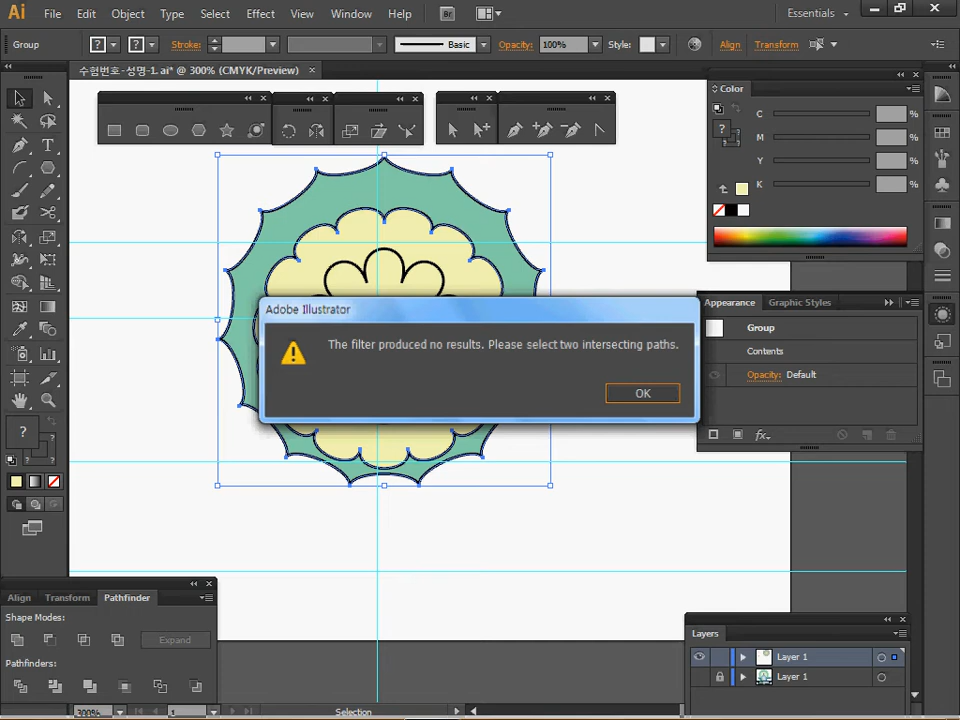 Ai File Edit Object Type Select Effect View Window Help Br Essentials
Group ? ? Stroke: Basic Opacity: 100% Style: Align Transform
수험번호-성명-1. ai* @ 300% (CMYK/Preview)
Color
C %
M %
Y %
K %
?
Adobe Illustrator
The filter produced no results. Please select two intersecting paths.
OK
Appearance Graphic Styles
Group
Contents
Opacity: Default
fx
?
Align Transform Pathfinder
Shape Modes:
Expand
Pathfinders:
Layers
Layer 1
Layer 1
300% 1 Selection